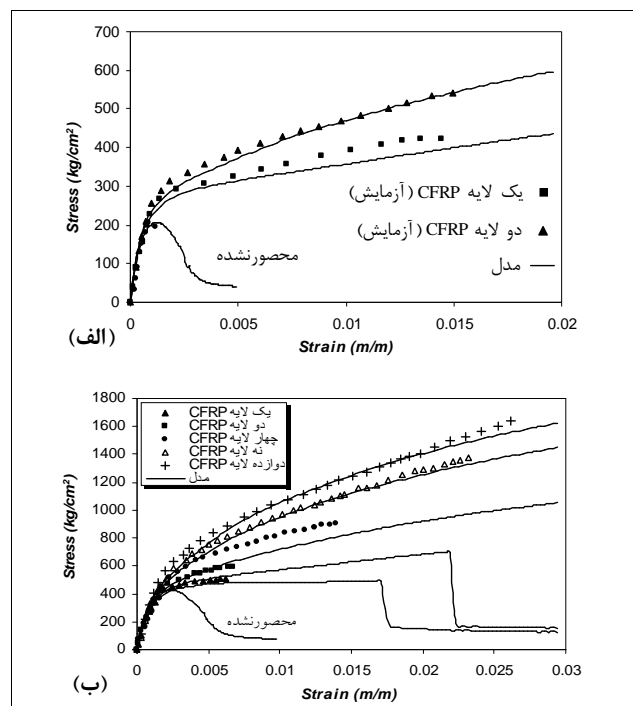 700
600
500
400
300
200
100
0
Stress (kg/cm²)
0
0.005
0.01
0.015
0.02
Strain (m/m)
یک لایه CFRP (آزمایش)
دو لایه CFRP (آزمایش)
مدل
محصورنشده
(الف)
1800
1600
1400
1200
1000
800
600
400
200
0
Stress (kg/cm²)
0
0.005
0.01
0.015
0.02
0.025
0.03
Strain (m/m)
یک لایه CFRP
دو لایه CFRP
چهار لایه CFRP
نه لایه CFRP
دوازده لایه CFRP
مدل
محصورنشده
(ب)